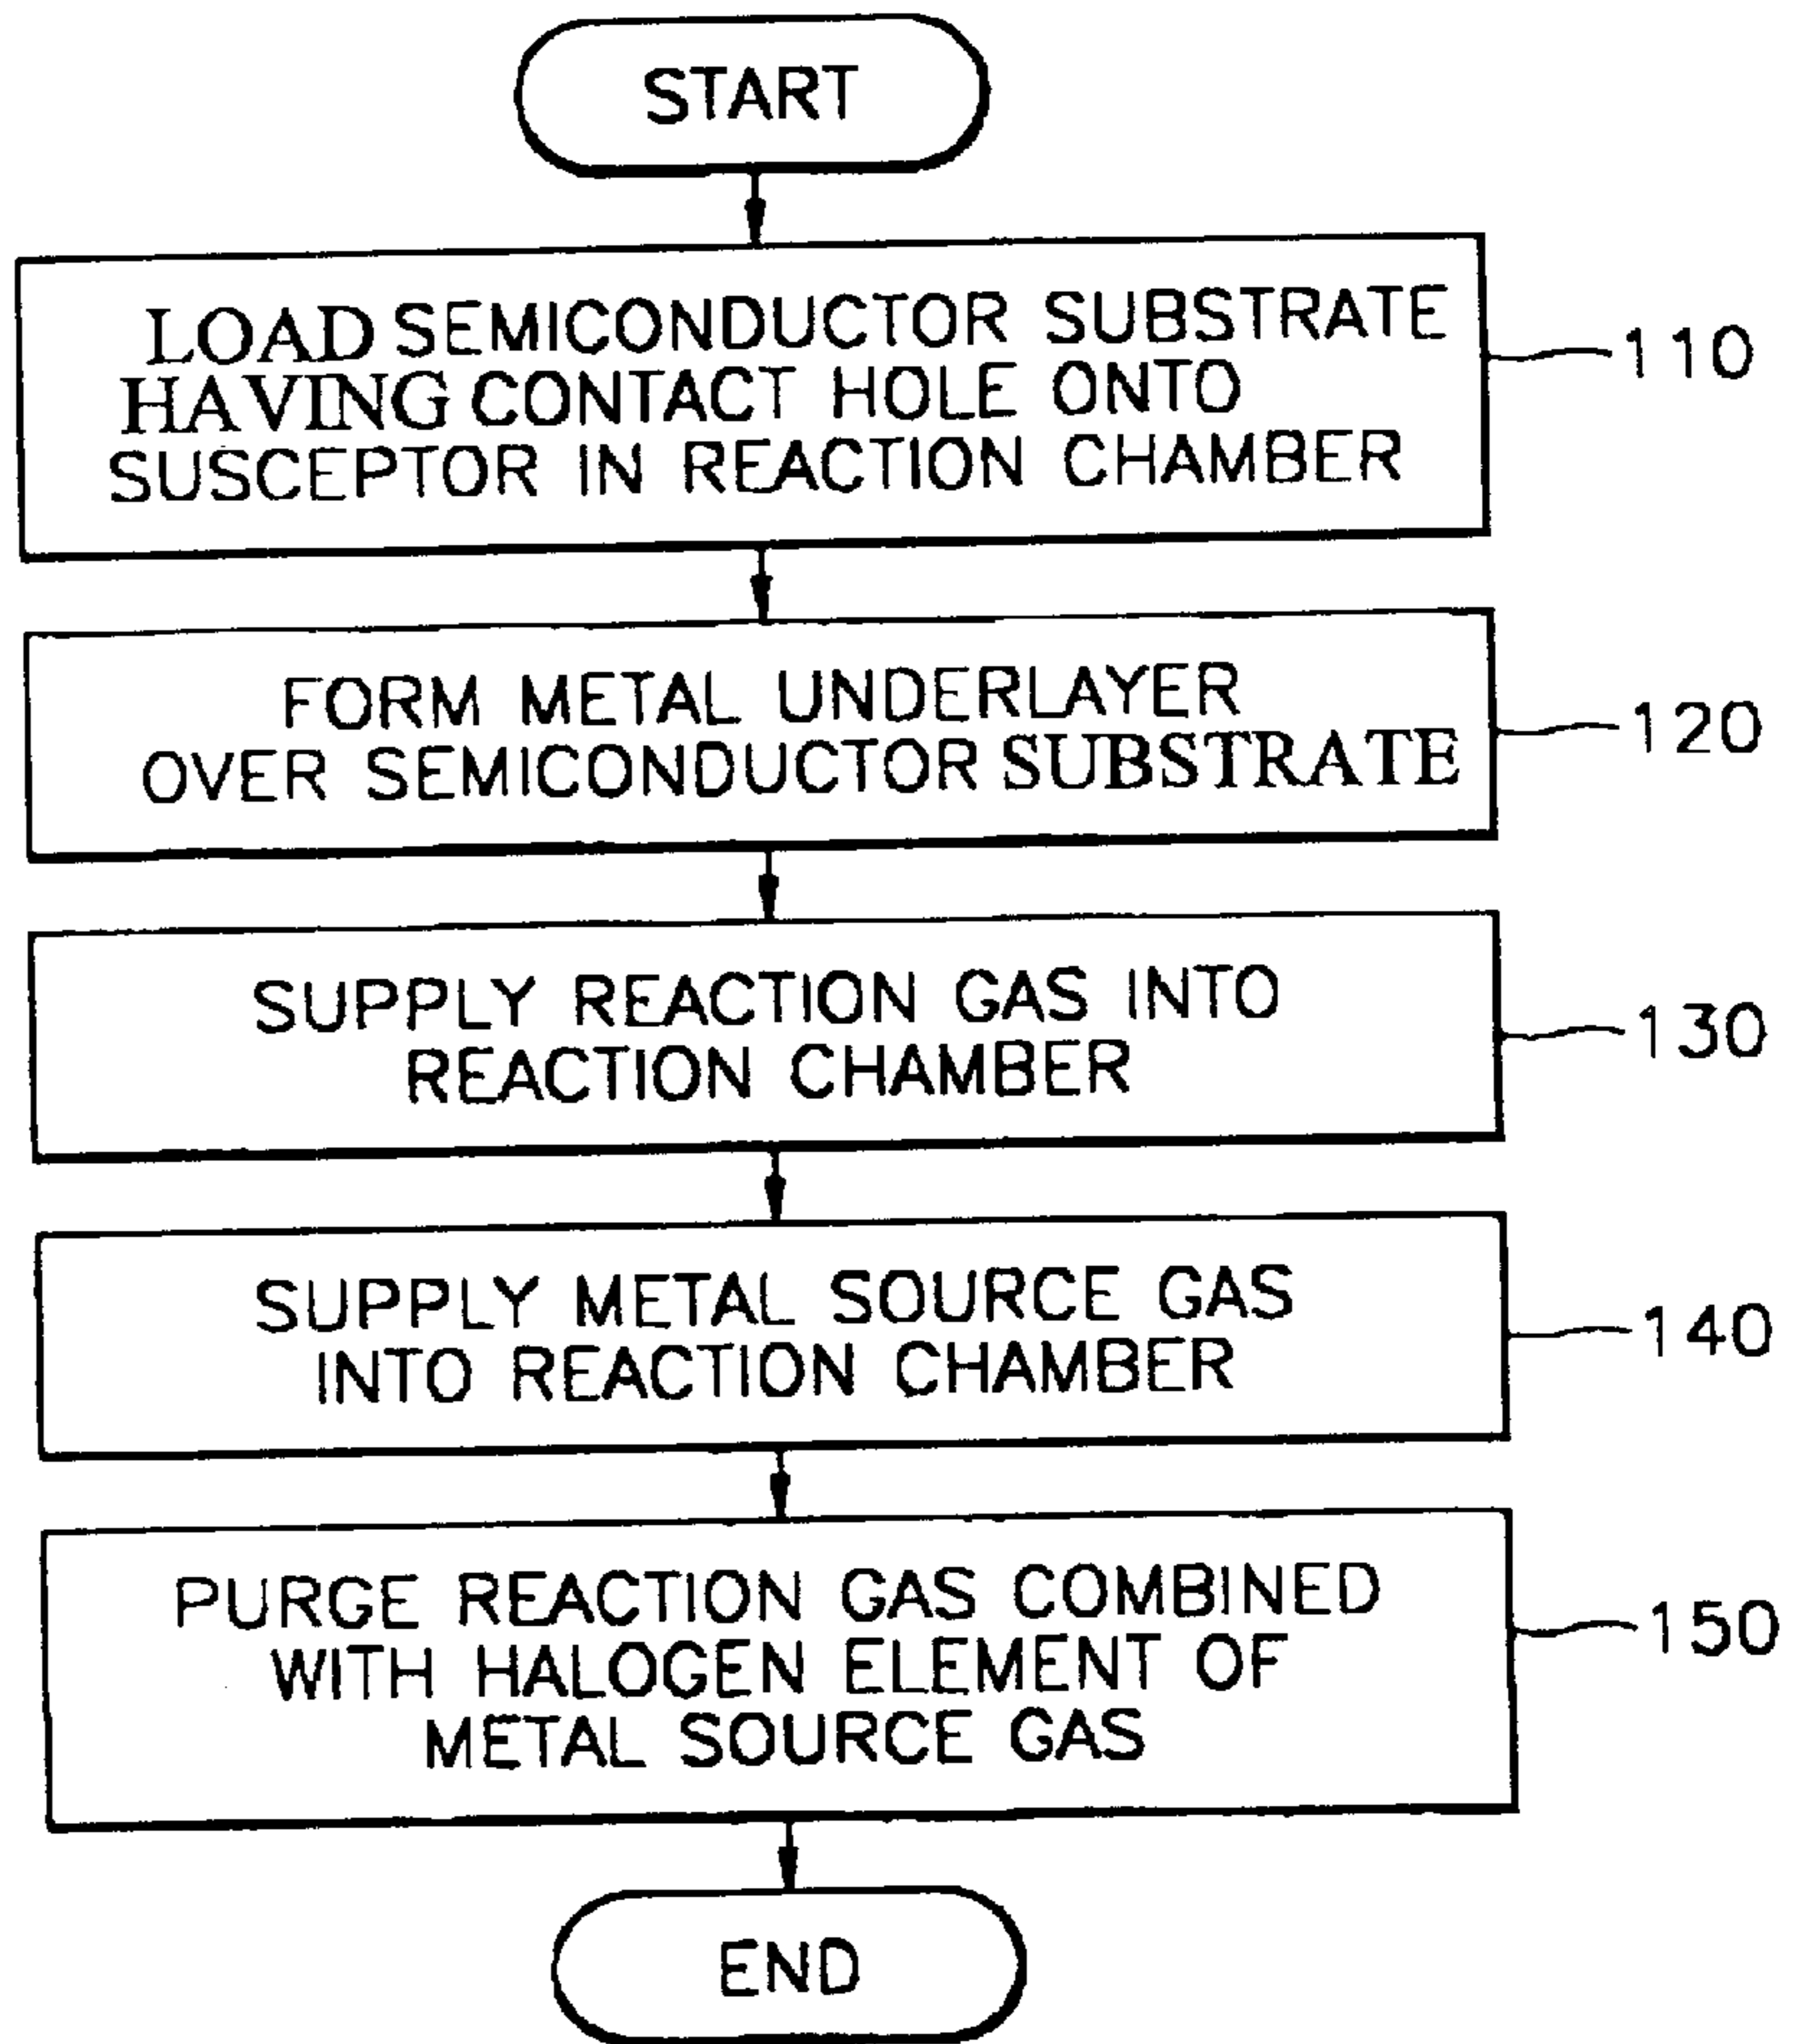 START
LOAD SEMICONDUCTOR SUBSTRATE
HAVING CONTACT HOLE ONTO
SUSCEPTOR IN REACTION CHAMBER
110
FORM METAL UNDERLAYER
OVER SEMICONDUCTOR SUBSTRATE
120
SUPPLY REACTION GAS INTO
REACTION CHAMBER
130
SUPPLY METAL SOURCE GAS
INTO REACTION CHAMBER
140
PURGE REACTION GAS COMBINED
WITH HALOGEN ELEMENT OF
METAL SOURCE GAS
150
END